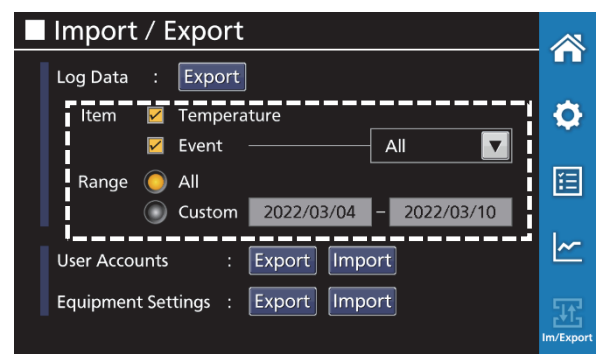 Import / Export
Log Data : Export
Item Temperature
Event All
Range All
Custom 2022/03/04 – 2022/03/10
User Accounts : Export Import
Equipment Settings : Export Import
Im/Export